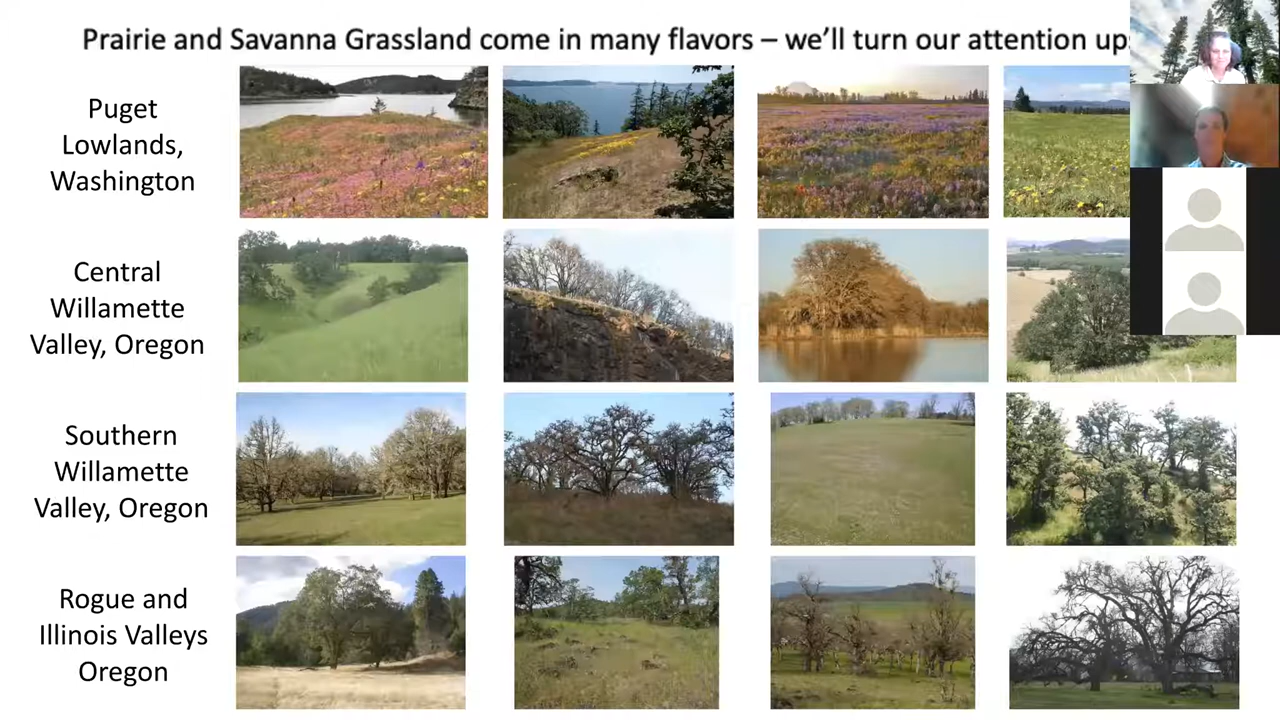 Prairie and Savanna Grassland come in many flavors – we'll turn our attention
Puget
Lowlands,
Washington
Central
Willamette
Valley, Oregon
Southern
Willamette
Valley, Oregon
Rogue and
Illinois Valleys
Oregon